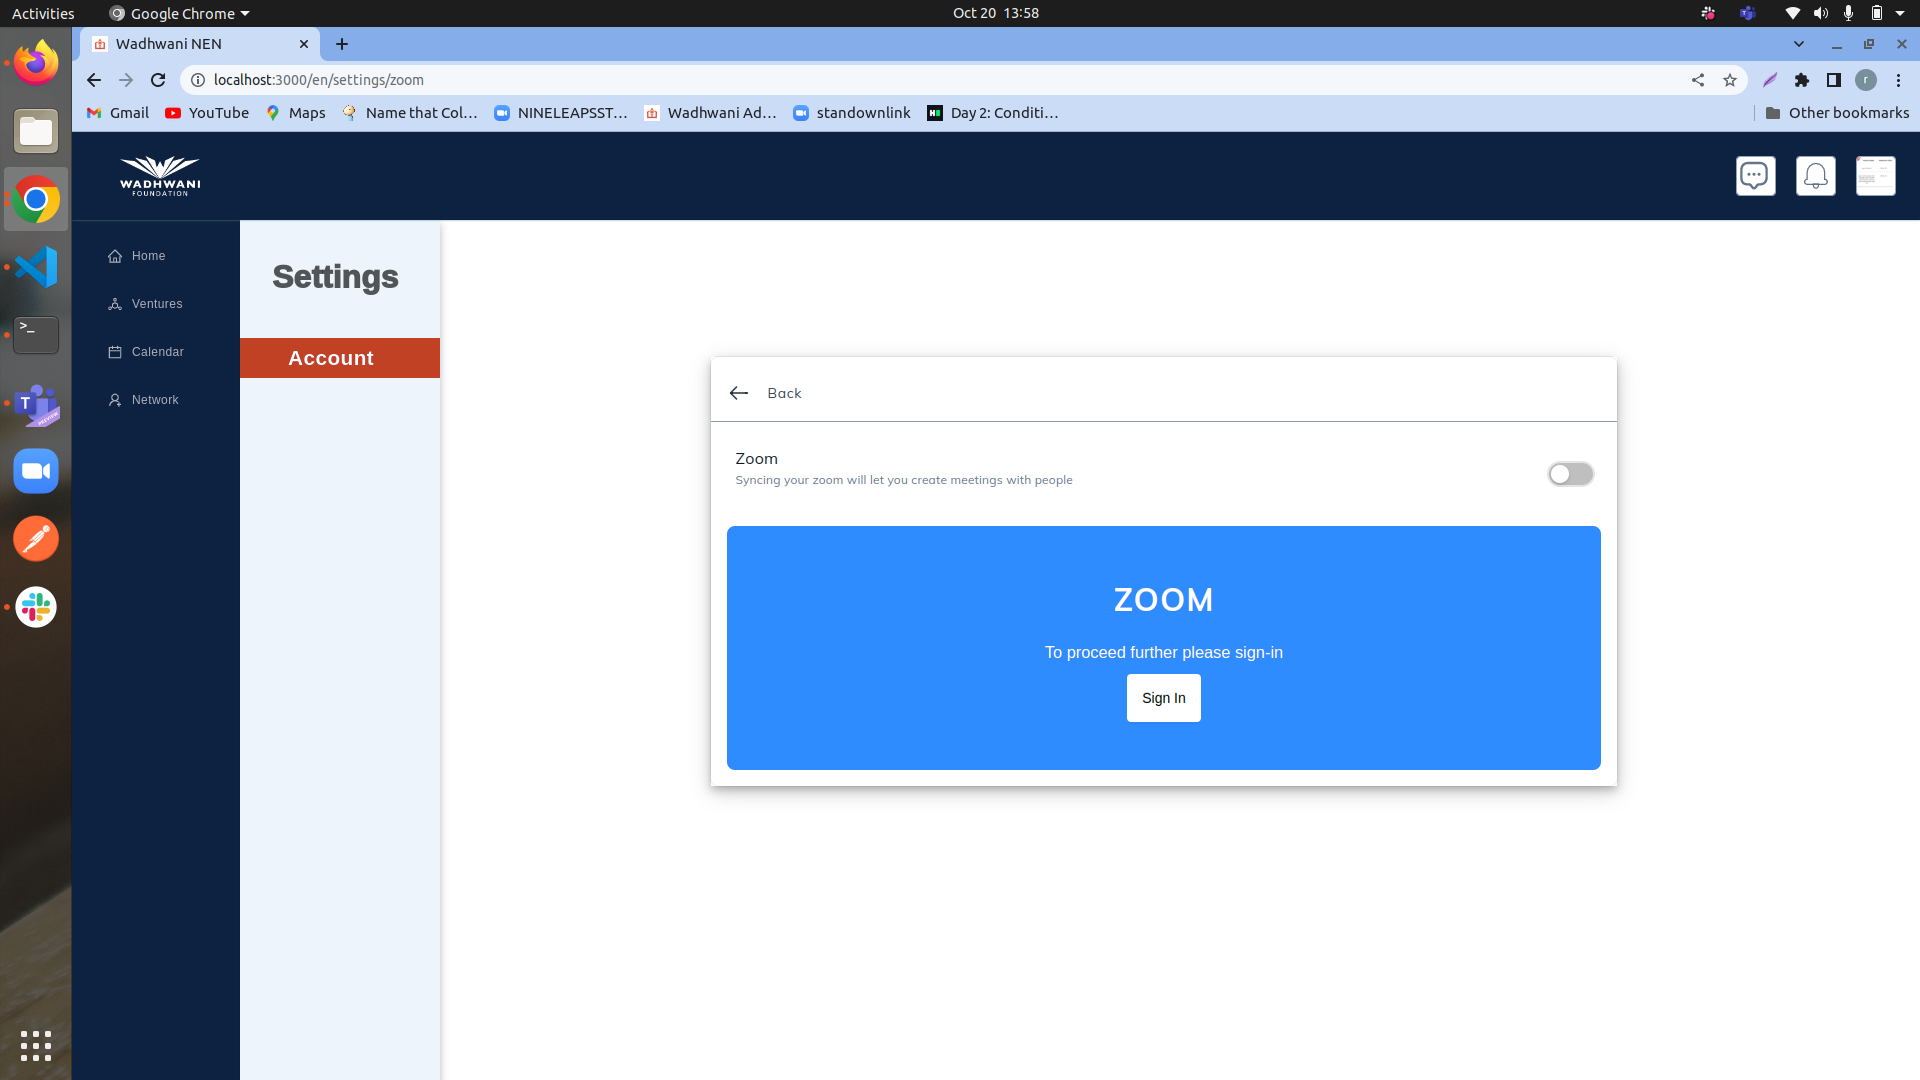 Activities
Google Chrome
Oct 20 13:58
Wadhwani NEN
localhost:3000/en/settings/zoom
r
Gmail
YouTube
Maps
Name that Col...
NINELEAPSST...
Wadhwani Ad...
standownlink
Day 2: Conditi...
Other bookmarks
WADHWANI
FOUNDATION
Home
Ventures
Calendar
Network
Settings
Account
Back
Zoom
Syncing your zoom will let you create meetings with people
ZOOM
To proceed further please sign-in
Sign In